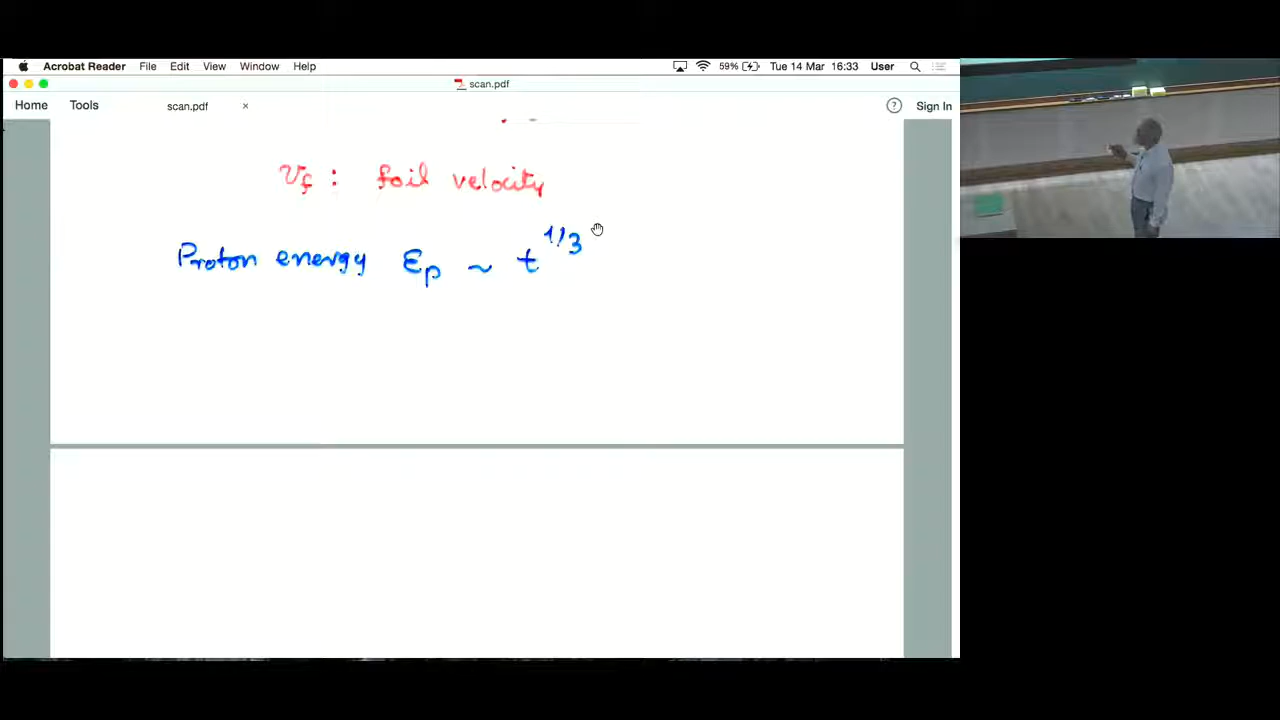 Acrobat Reader File Edit View Window Help 59% Tue 14 Mar 16:33 User
scan.pdf
Home Tools scan.pdf × ? Sign In
v_f : foil velocity
Proton energy ε_p ~ t^{1/3}